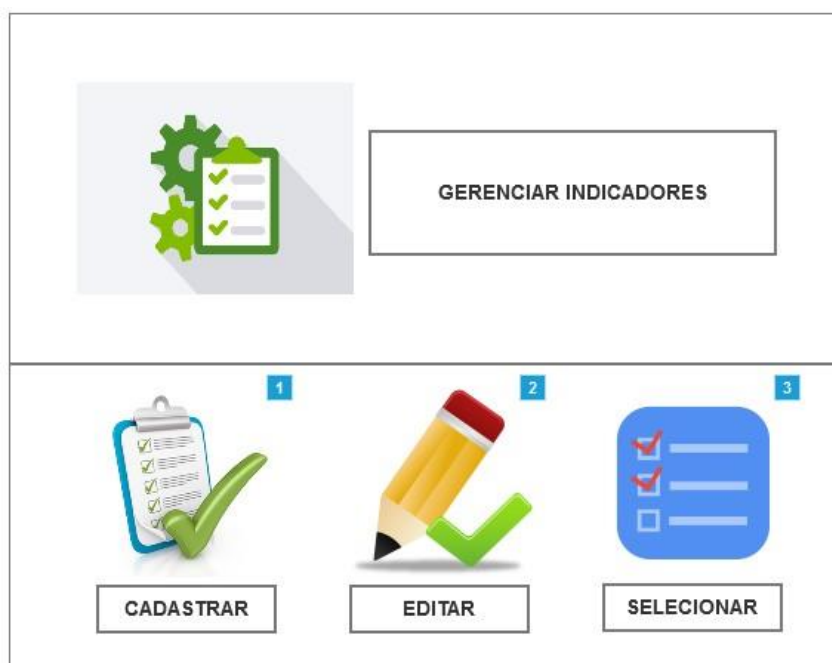 GERENCIAR INDICADORES
1
2
3
CADASTRAR
EDITAR
SELECIONAR